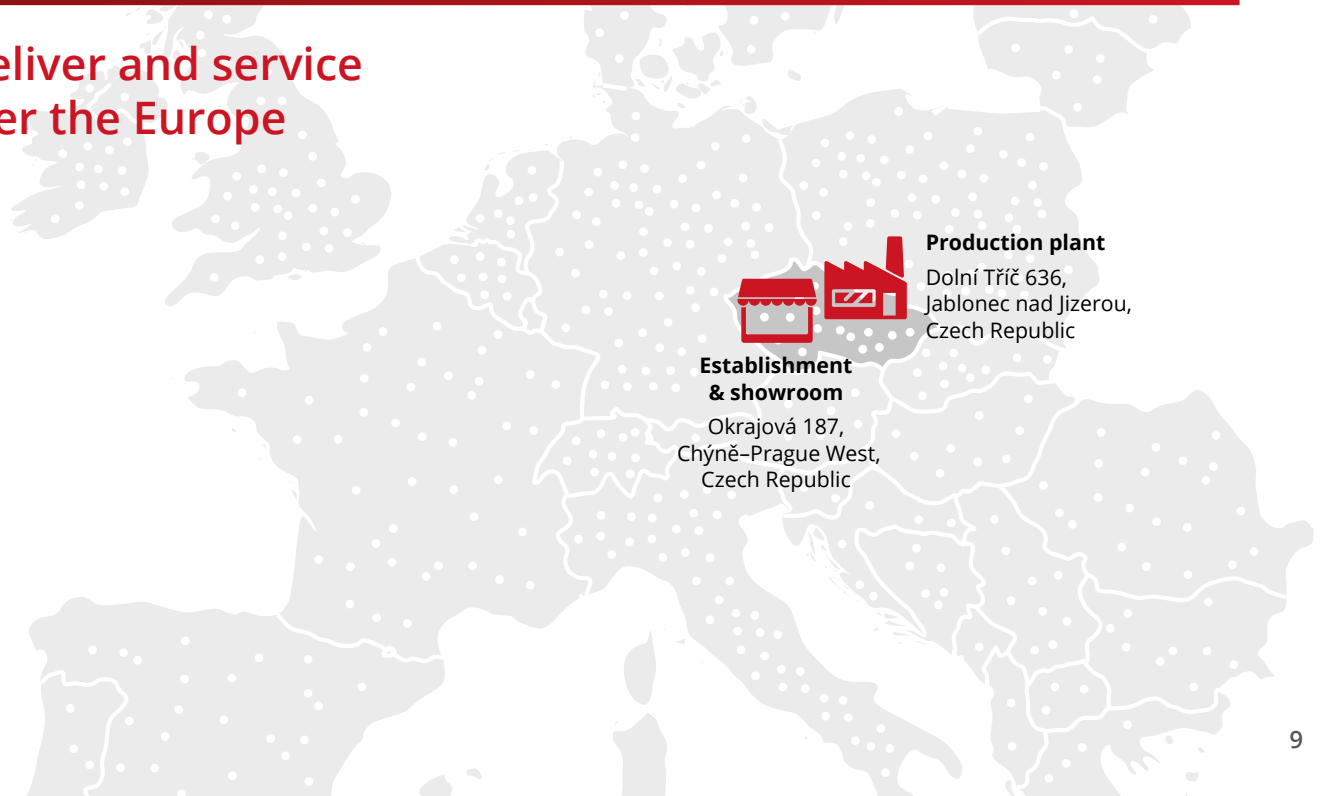 eliver and service
er the Europe
Production plant
Dolní Tříč 636,
Jablonec nad Jizerou,
Czech Republic
Establishment
& showroom
Okrajová 187,
Chýně–Prague West,
Czech Republic
9